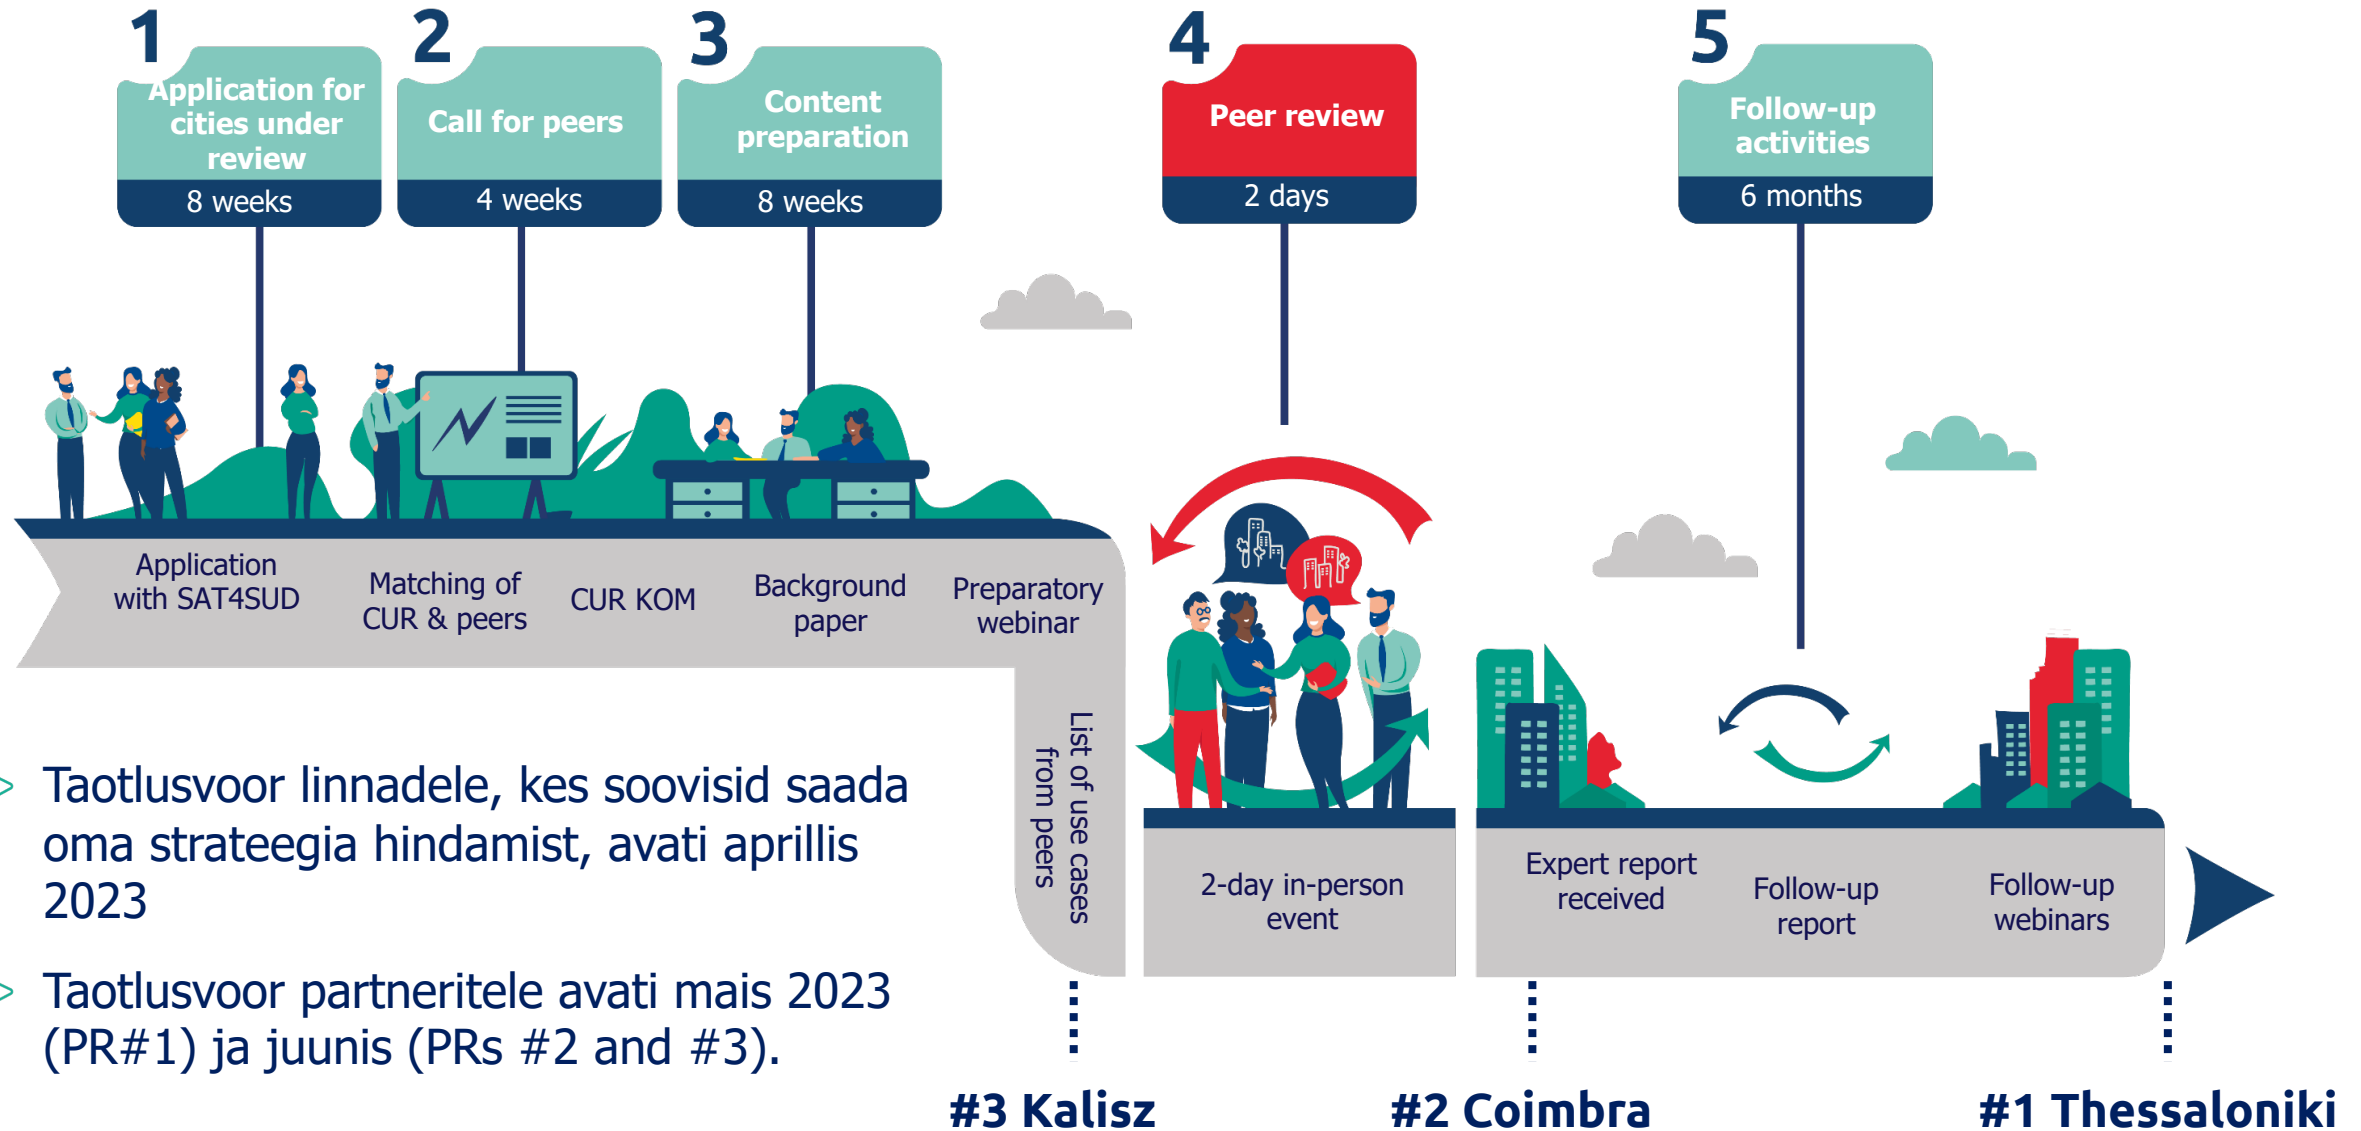 1
Application for
cities under
review
8 weeks
2
Call for peers
4 weeks
3
Content
preparation
8 weeks
4
Peer review
2 days
5
Follow-up
activities
6 months
Application
with SAT4SUD
Matching of
CUR & peers
CUR KOM
Background
paper
Preparatory
webinar
List of use cases
from peers
2-day in-person
event
Expert report
received
Follow-up
report
Follow-up
webinars
> Taotlusvoor linnadele, kes soovisid saada
oma strateegia hindamist, avati aprillis
2023
> Taotlusvoor partneritele avati mais 2023
(PR#1) ja juunis (PRs #2 and #3).
#3 Kalisz
#2 Coimbra
#1 Thessaloniki